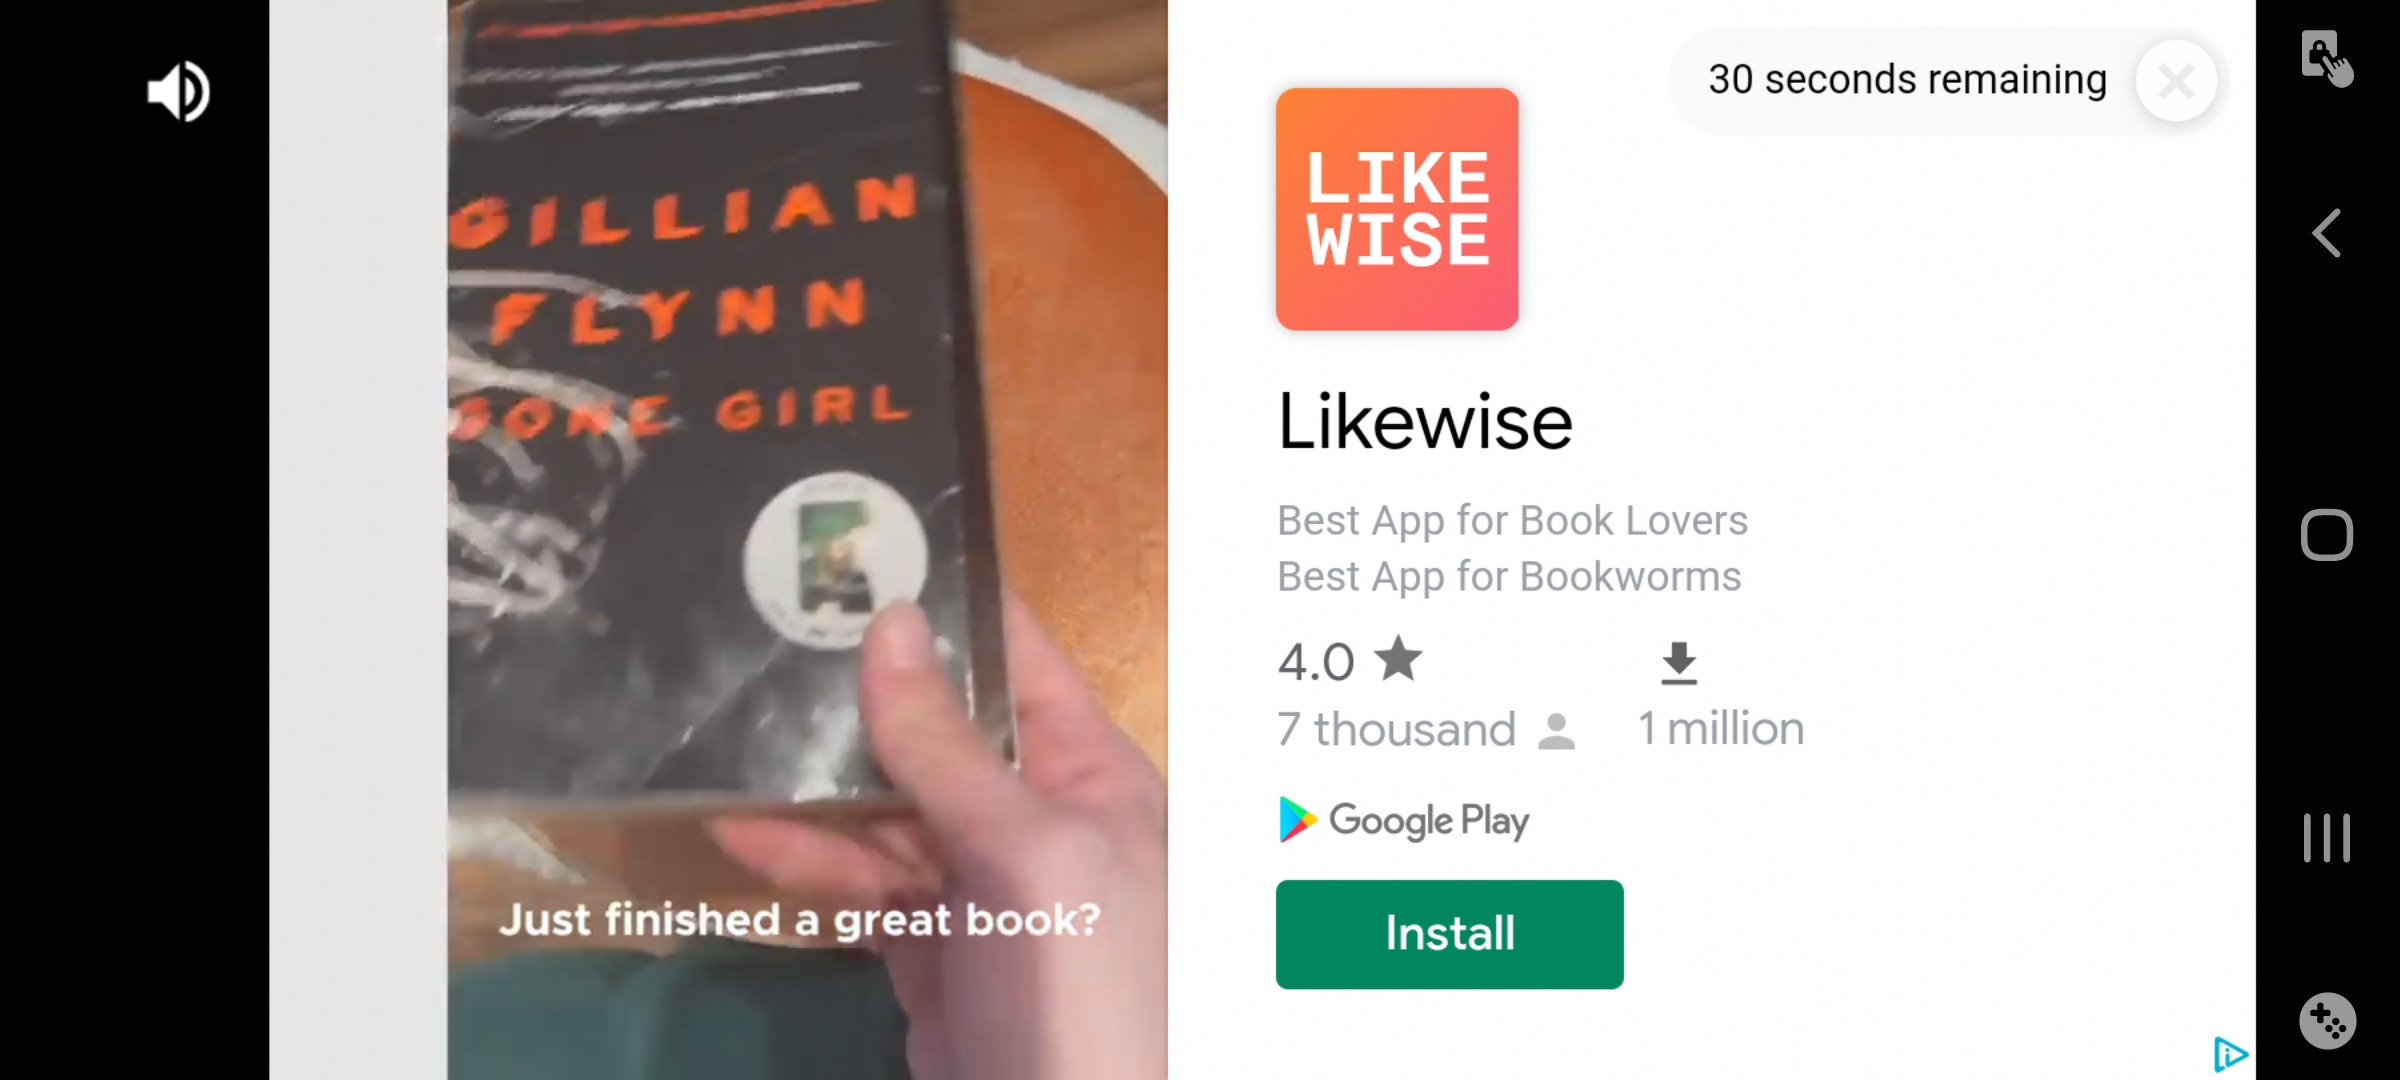 GILLIAN
FLYNN
GONE GIRL
Just finished a great book?
30 seconds remaining
LIKE
WISE
Likewise
Best App for Book Lovers
Best App for Bookworms
4.0
7 thousand
1 million
Google Play
Install